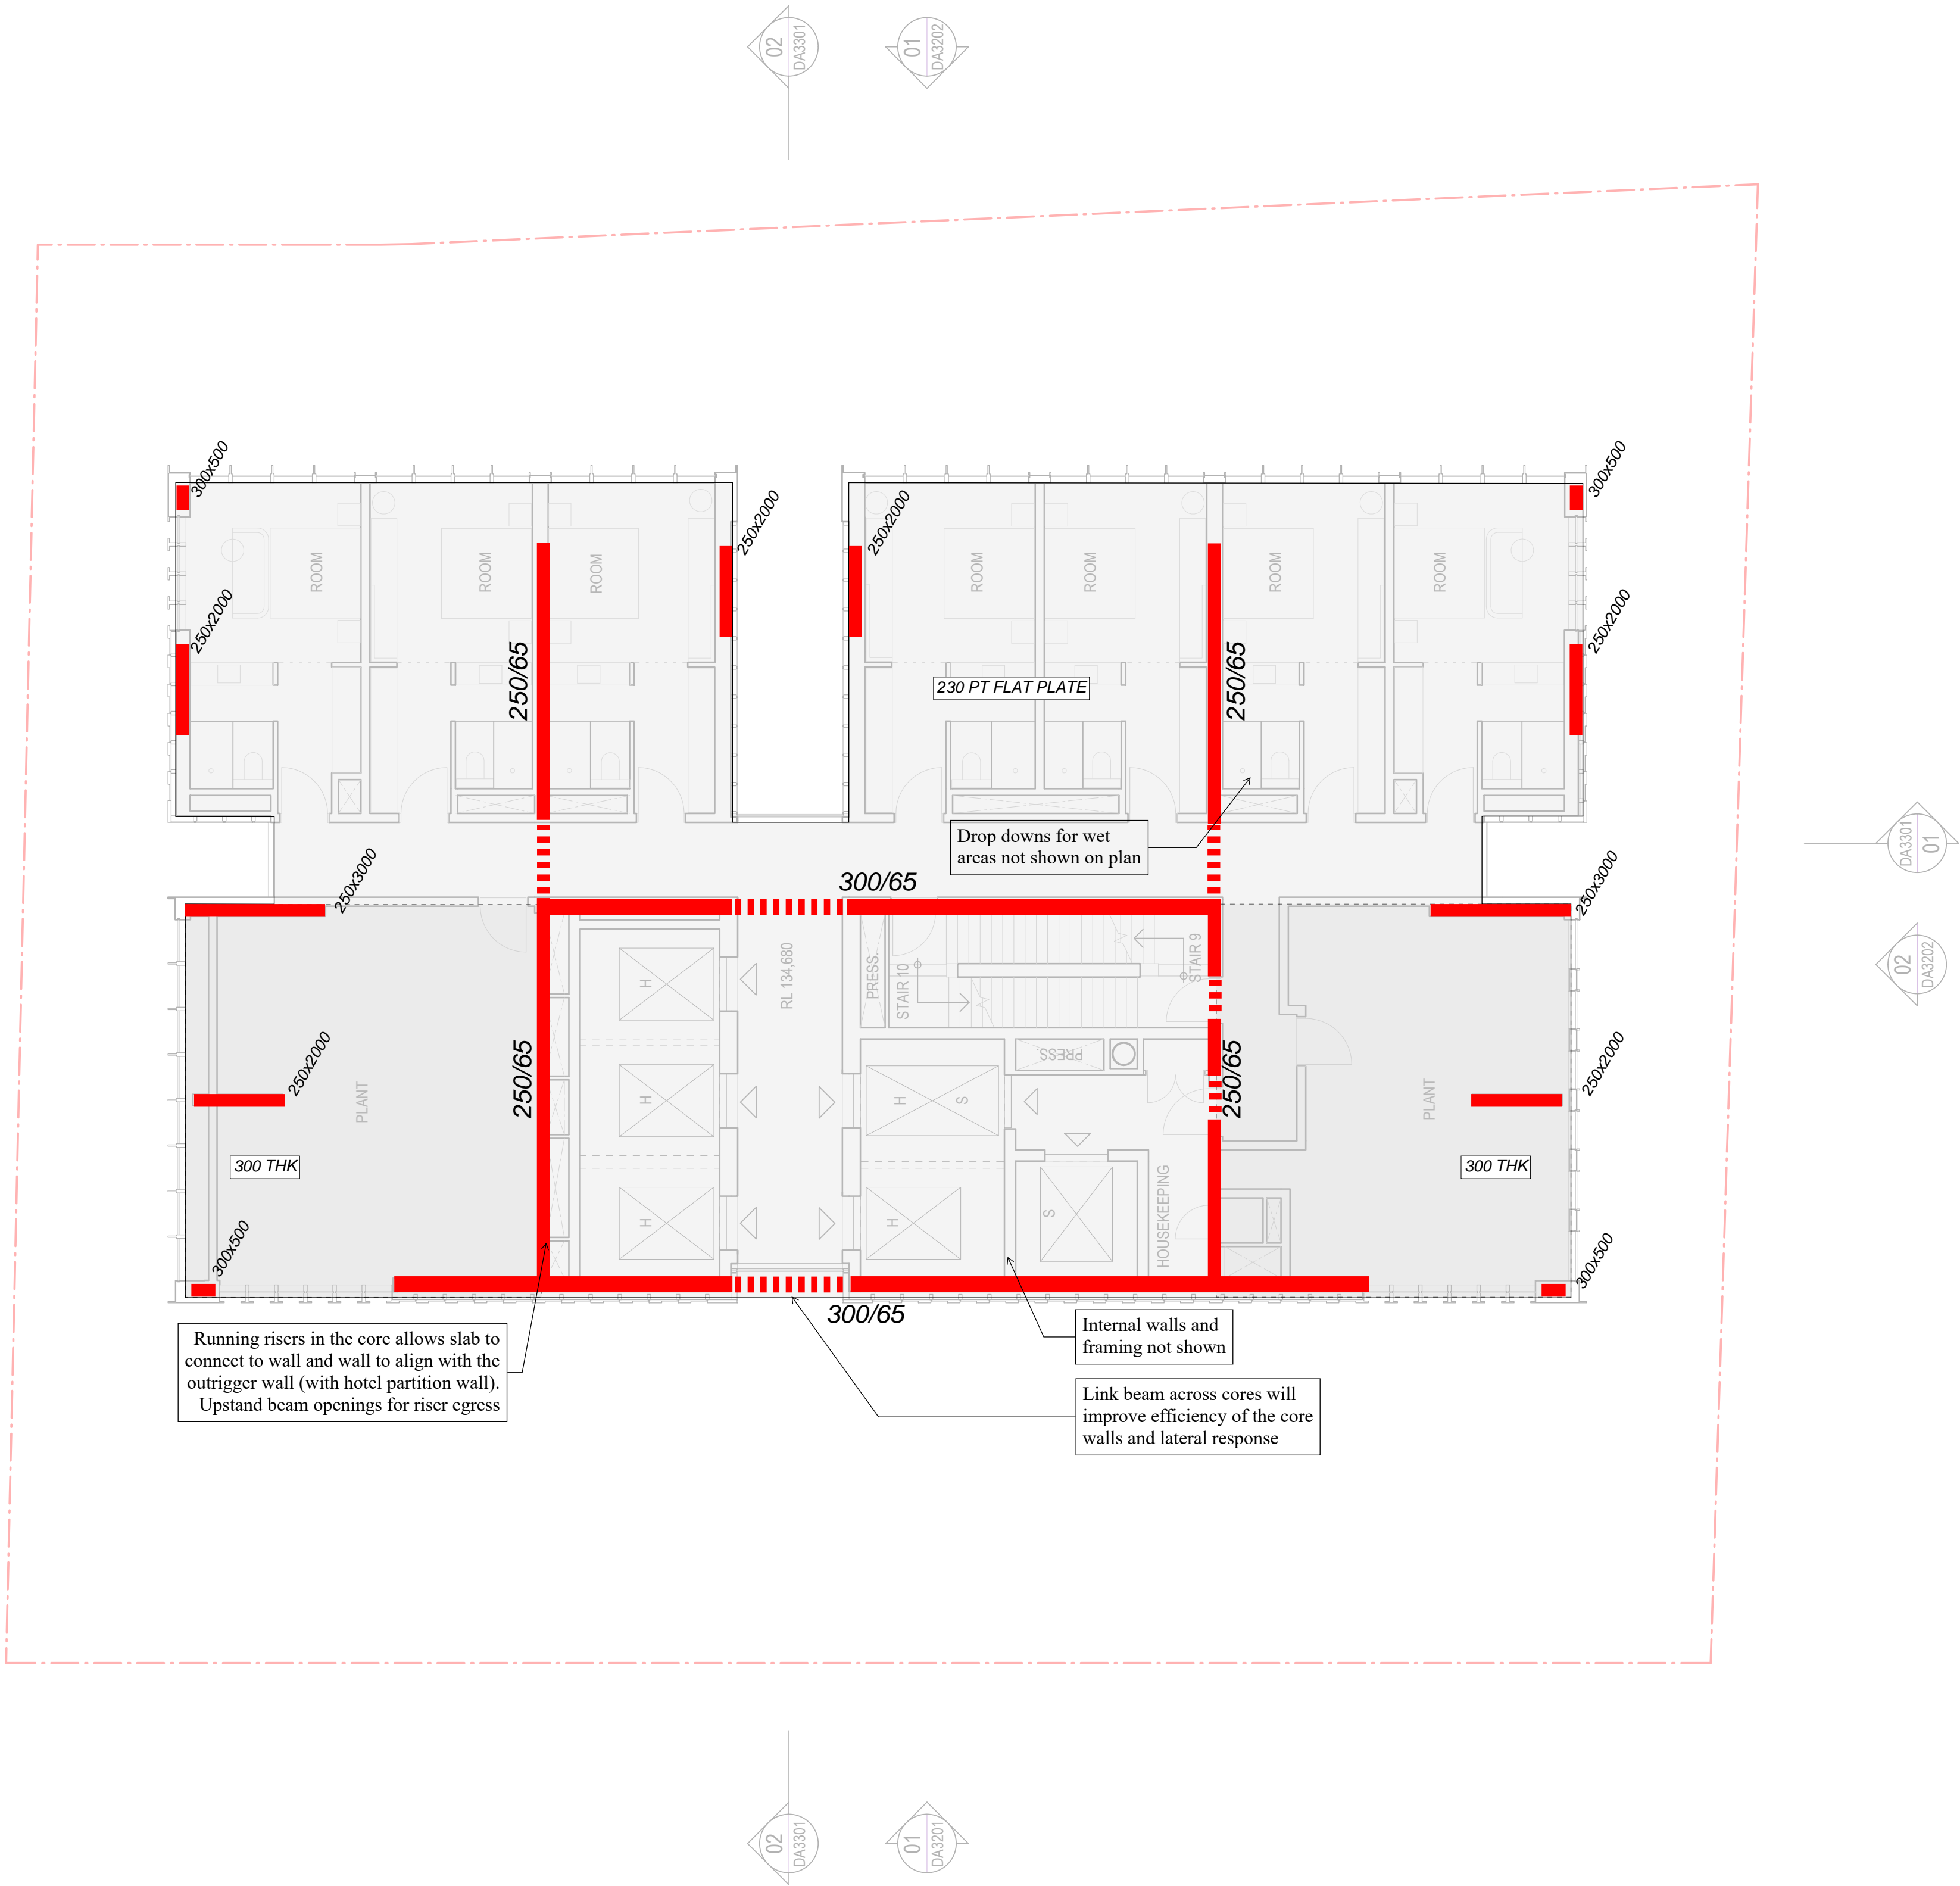 02
DA3301
01
DA3202
300x500
300x500
250x2000
250x2000
ROOM
ROOM
ROOM
ROOM
ROOM
ROOM
ROOM
250x2000
250x2000
250/65
250/65
230 PT FLAT PLATE
Drop downs for wet
areas not shown on plan
DA3301
01
250x3000
300/65
250x3000
02
DA3202
H
RL 134,680
PRESS.
STAIR 10
STAIR 9
250x2000
PLANT
250/65
H
H
S
PRESS.
250/65
PLANT
250x2000
300 THK
300 THK
300x500
H
H
S
HOUSEKEEPING
300x500
300/65
Running risers in the core allows slab to
connect to wall and wall to align with the
outrigger wall (with hotel partition wall).
Upstand beam openings for riser egress
Internal walls and
framing not shown
Link beam across cores will
improve efficiency of the core
walls and lateral response
02
DA3301
01
DA3201